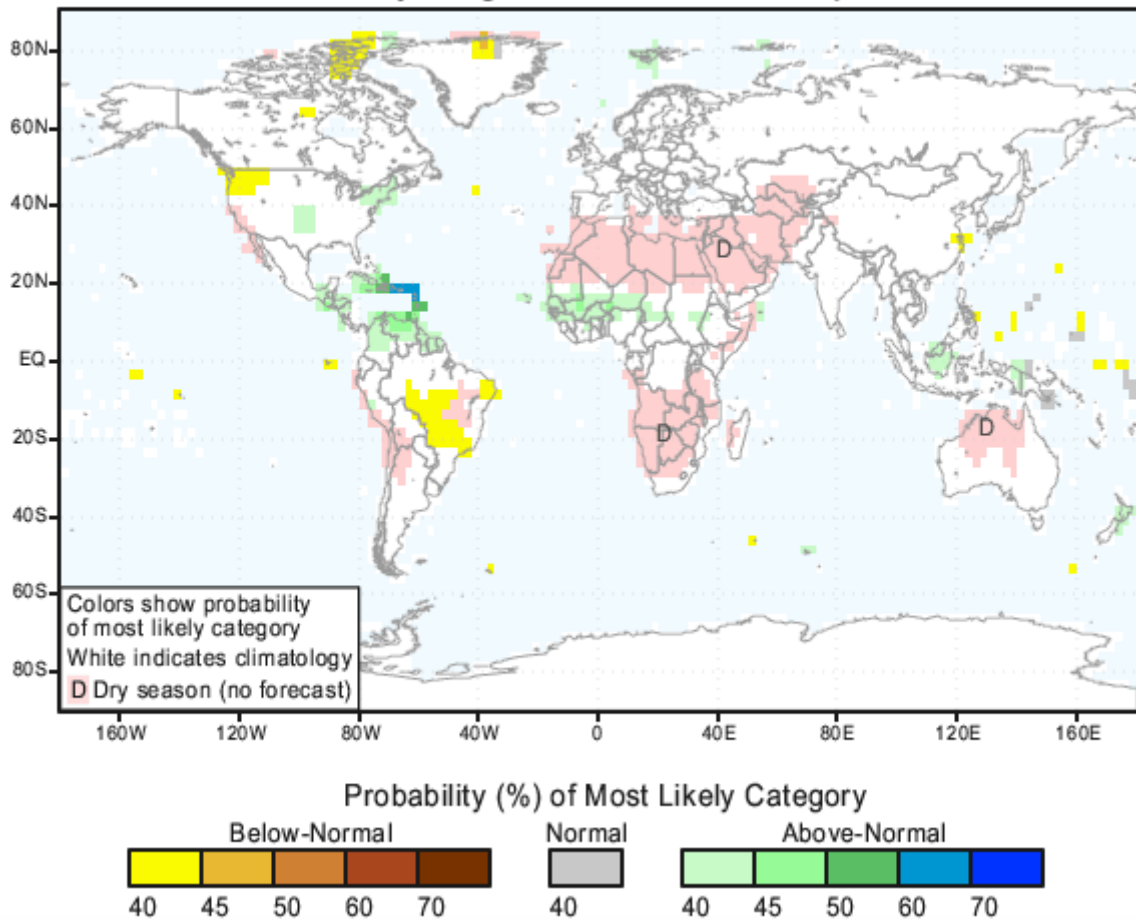 80N
60N
40N
20N
EQ
20S
40S
60S
80S
D
D
D
Colors show probability
of most likely category
White indicates climatology
D Dry season (no forecast)
160W 120W 80W 40W 0 40E 80E 120E 160E
Probability (%) of Most Likely Category
Below-Normal Normal Above-Normal
40 45 50 60 70 40 40 45 50 60 70